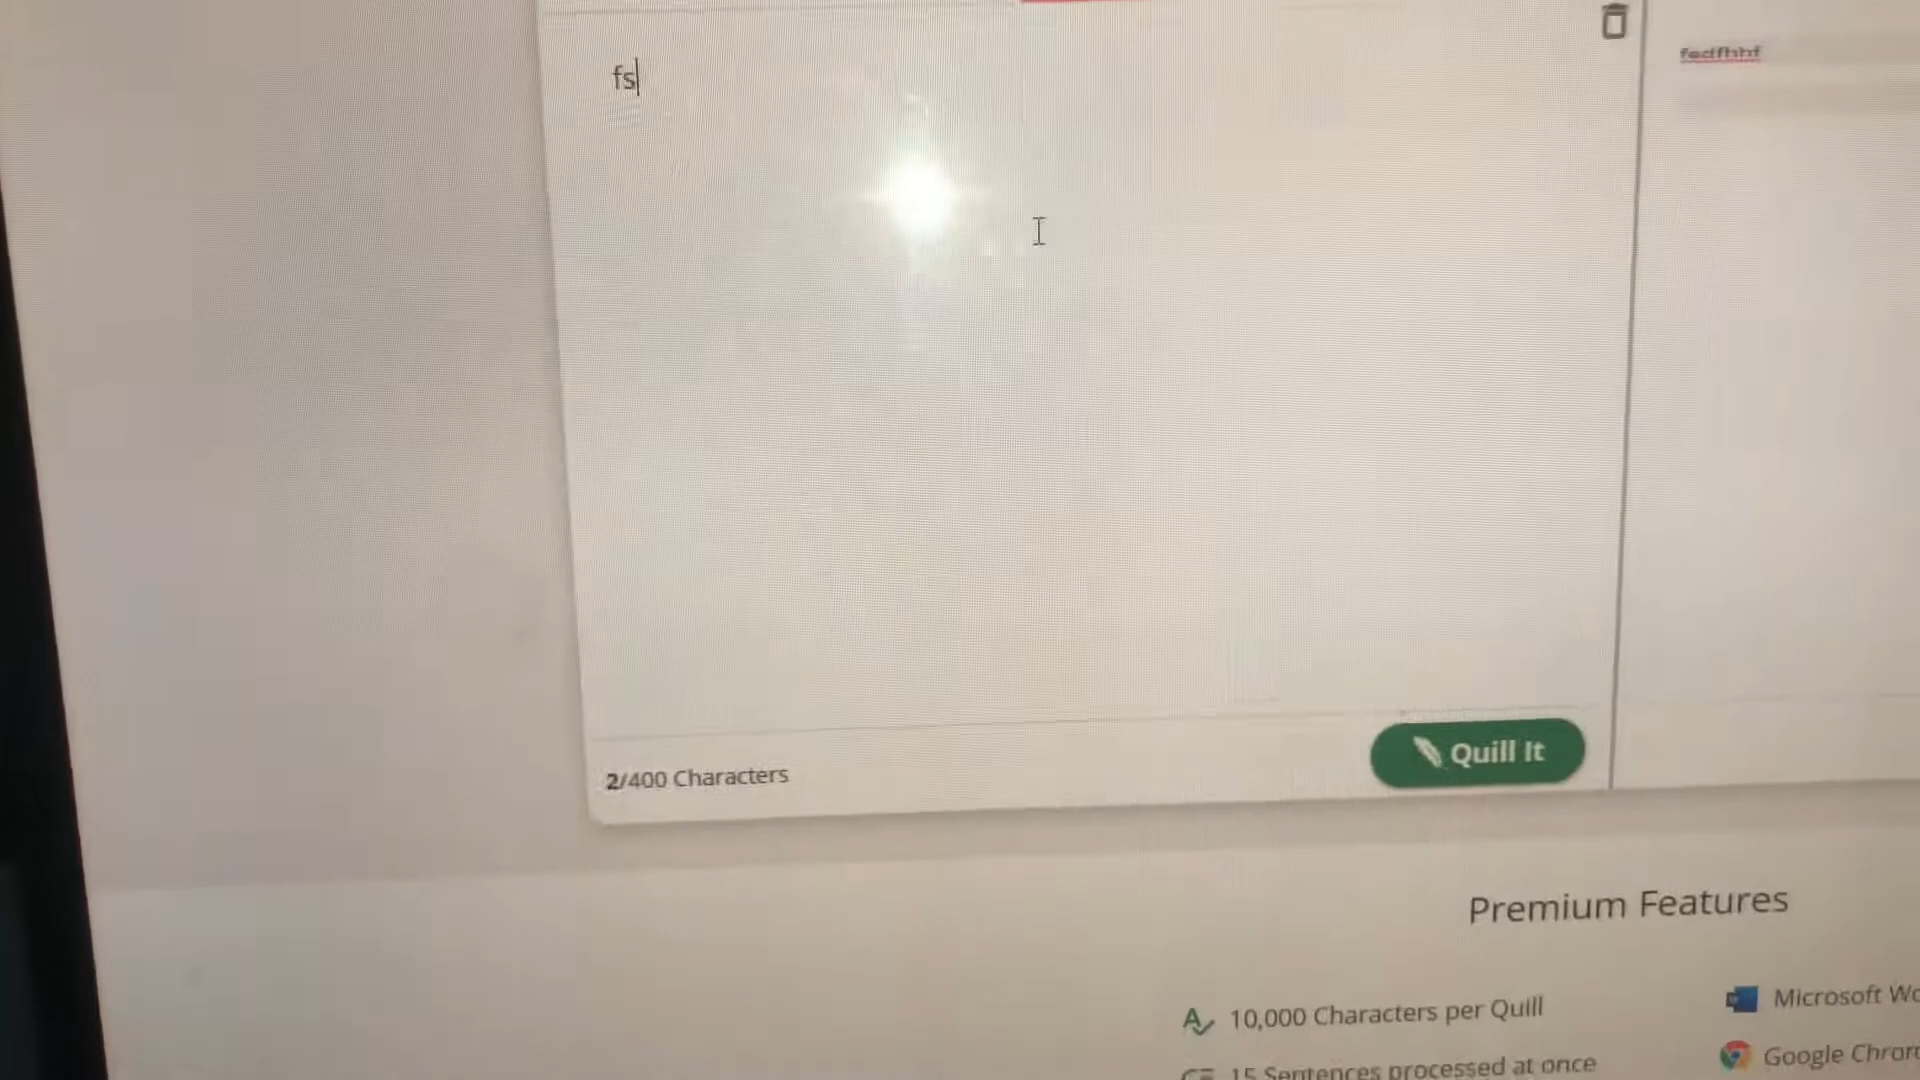 fs
2/400 Characters
Quill It
Premium Features
10,000 Characters per Quill
15 Sentences processed at once
Microsoft Wo
Google Chrom